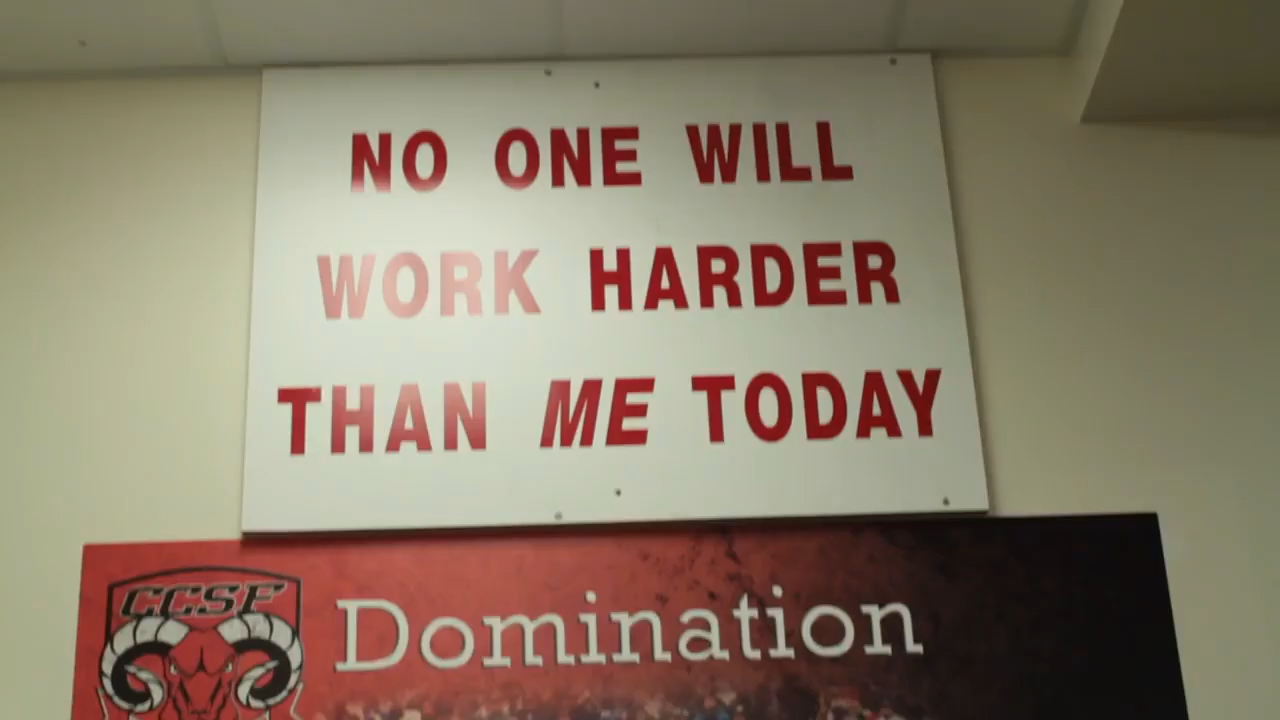 NO ONE WILL
WORK HARDER
THAN ME TODAY
CCSF
Domination